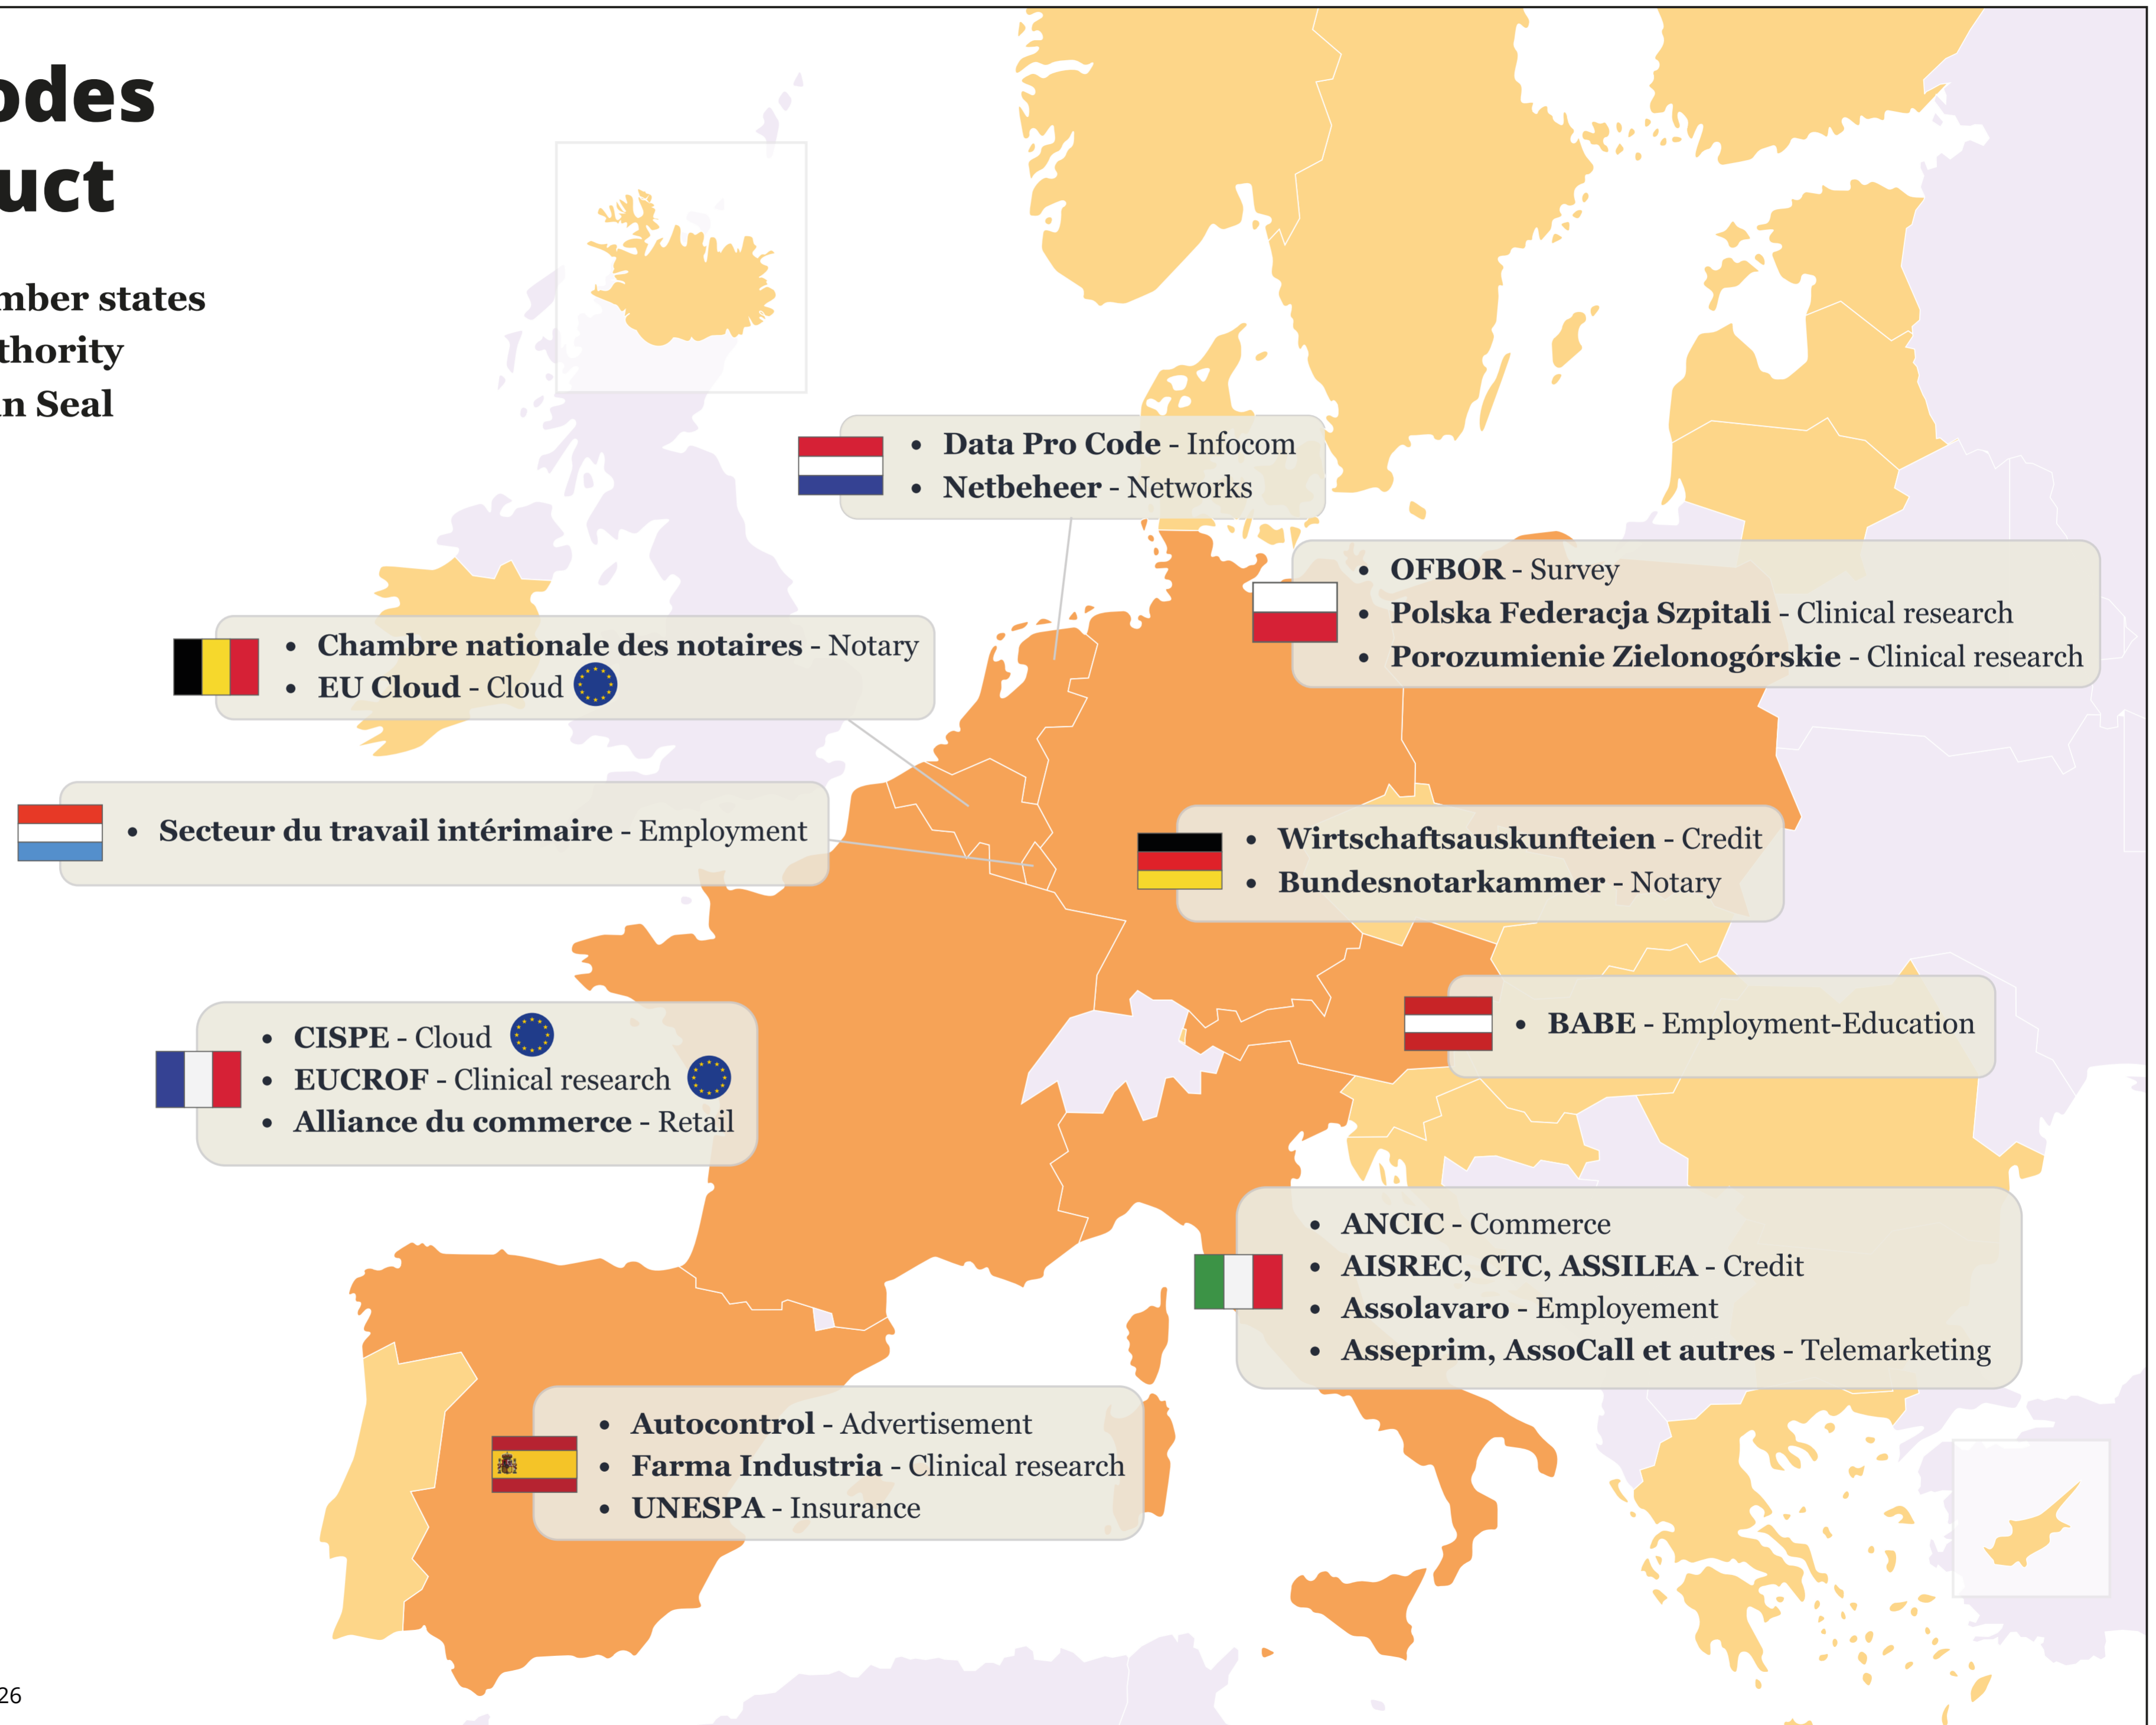 odes
uct
mber states
thority
in Seal
• Data Pro Code - Infocom
• Netbeheer - Networks
• OFBOR - Survey
• Polska Federacja Szpitali - Clinical research
• Porozumienie Zielonogórskie - Clinical research
• Chambre nationale des notaires - Notary
• EU Cloud - Cloud
• Secteur du travail intérimaire - Employment
• Wirtschaftsauskunfteien - Credit
• Bundesnotarkammer - Notary
• BABE - Employment-Education
• CISPE - Cloud
• EUCROF - Clinical research
• Alliance du commerce - Retail
• ANCIC - Commerce
• AISREC, CTC, ASSILEA - Credit
• Assolavaro - Employement
• Asseprim, AssoCall et autres - Telemarketing
• Autocontrol - Advertisement
• Farma Industria - Clinical research
• UNESPA - Insurance
26